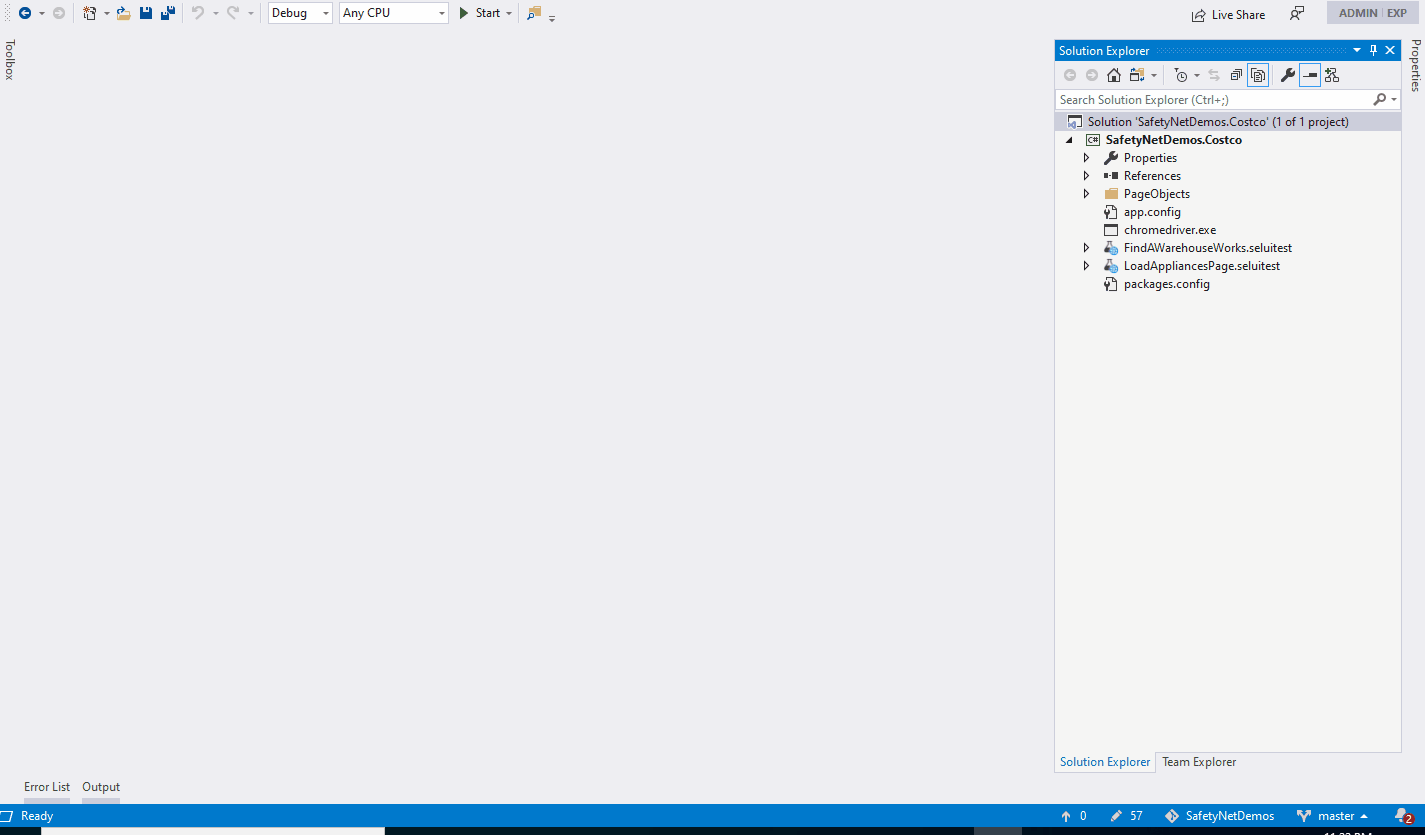 Debug Any CPU Start Live Share ADMIN EXP
Toolbox
Solution Explorer
Properties
Search Solution Explorer (Ctrl+;)
Solution 'SafetyNetDemos.Costco' (1 of 1 project)
C# SafetyNetDemos.Costco
Properties
References
PageObjects
app.config
chromedriver.exe
FindAWarehouseWorks.seluitest
LoadAppliancesPage.seluitest
packages.config
Solution Explorer Team Explorer
Error List Output
Ready 0 57 SafetyNetDemos master 2